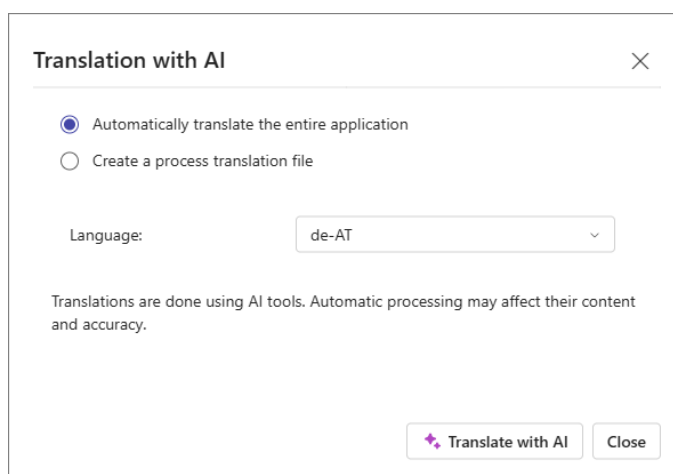 Translation with AI
Automatically translate the entire application
Create a process translation file
Language:
de-AT
Translations are done using AI tools. Automatic processing may affect their content
and accuracy.
Translate with AI
Close